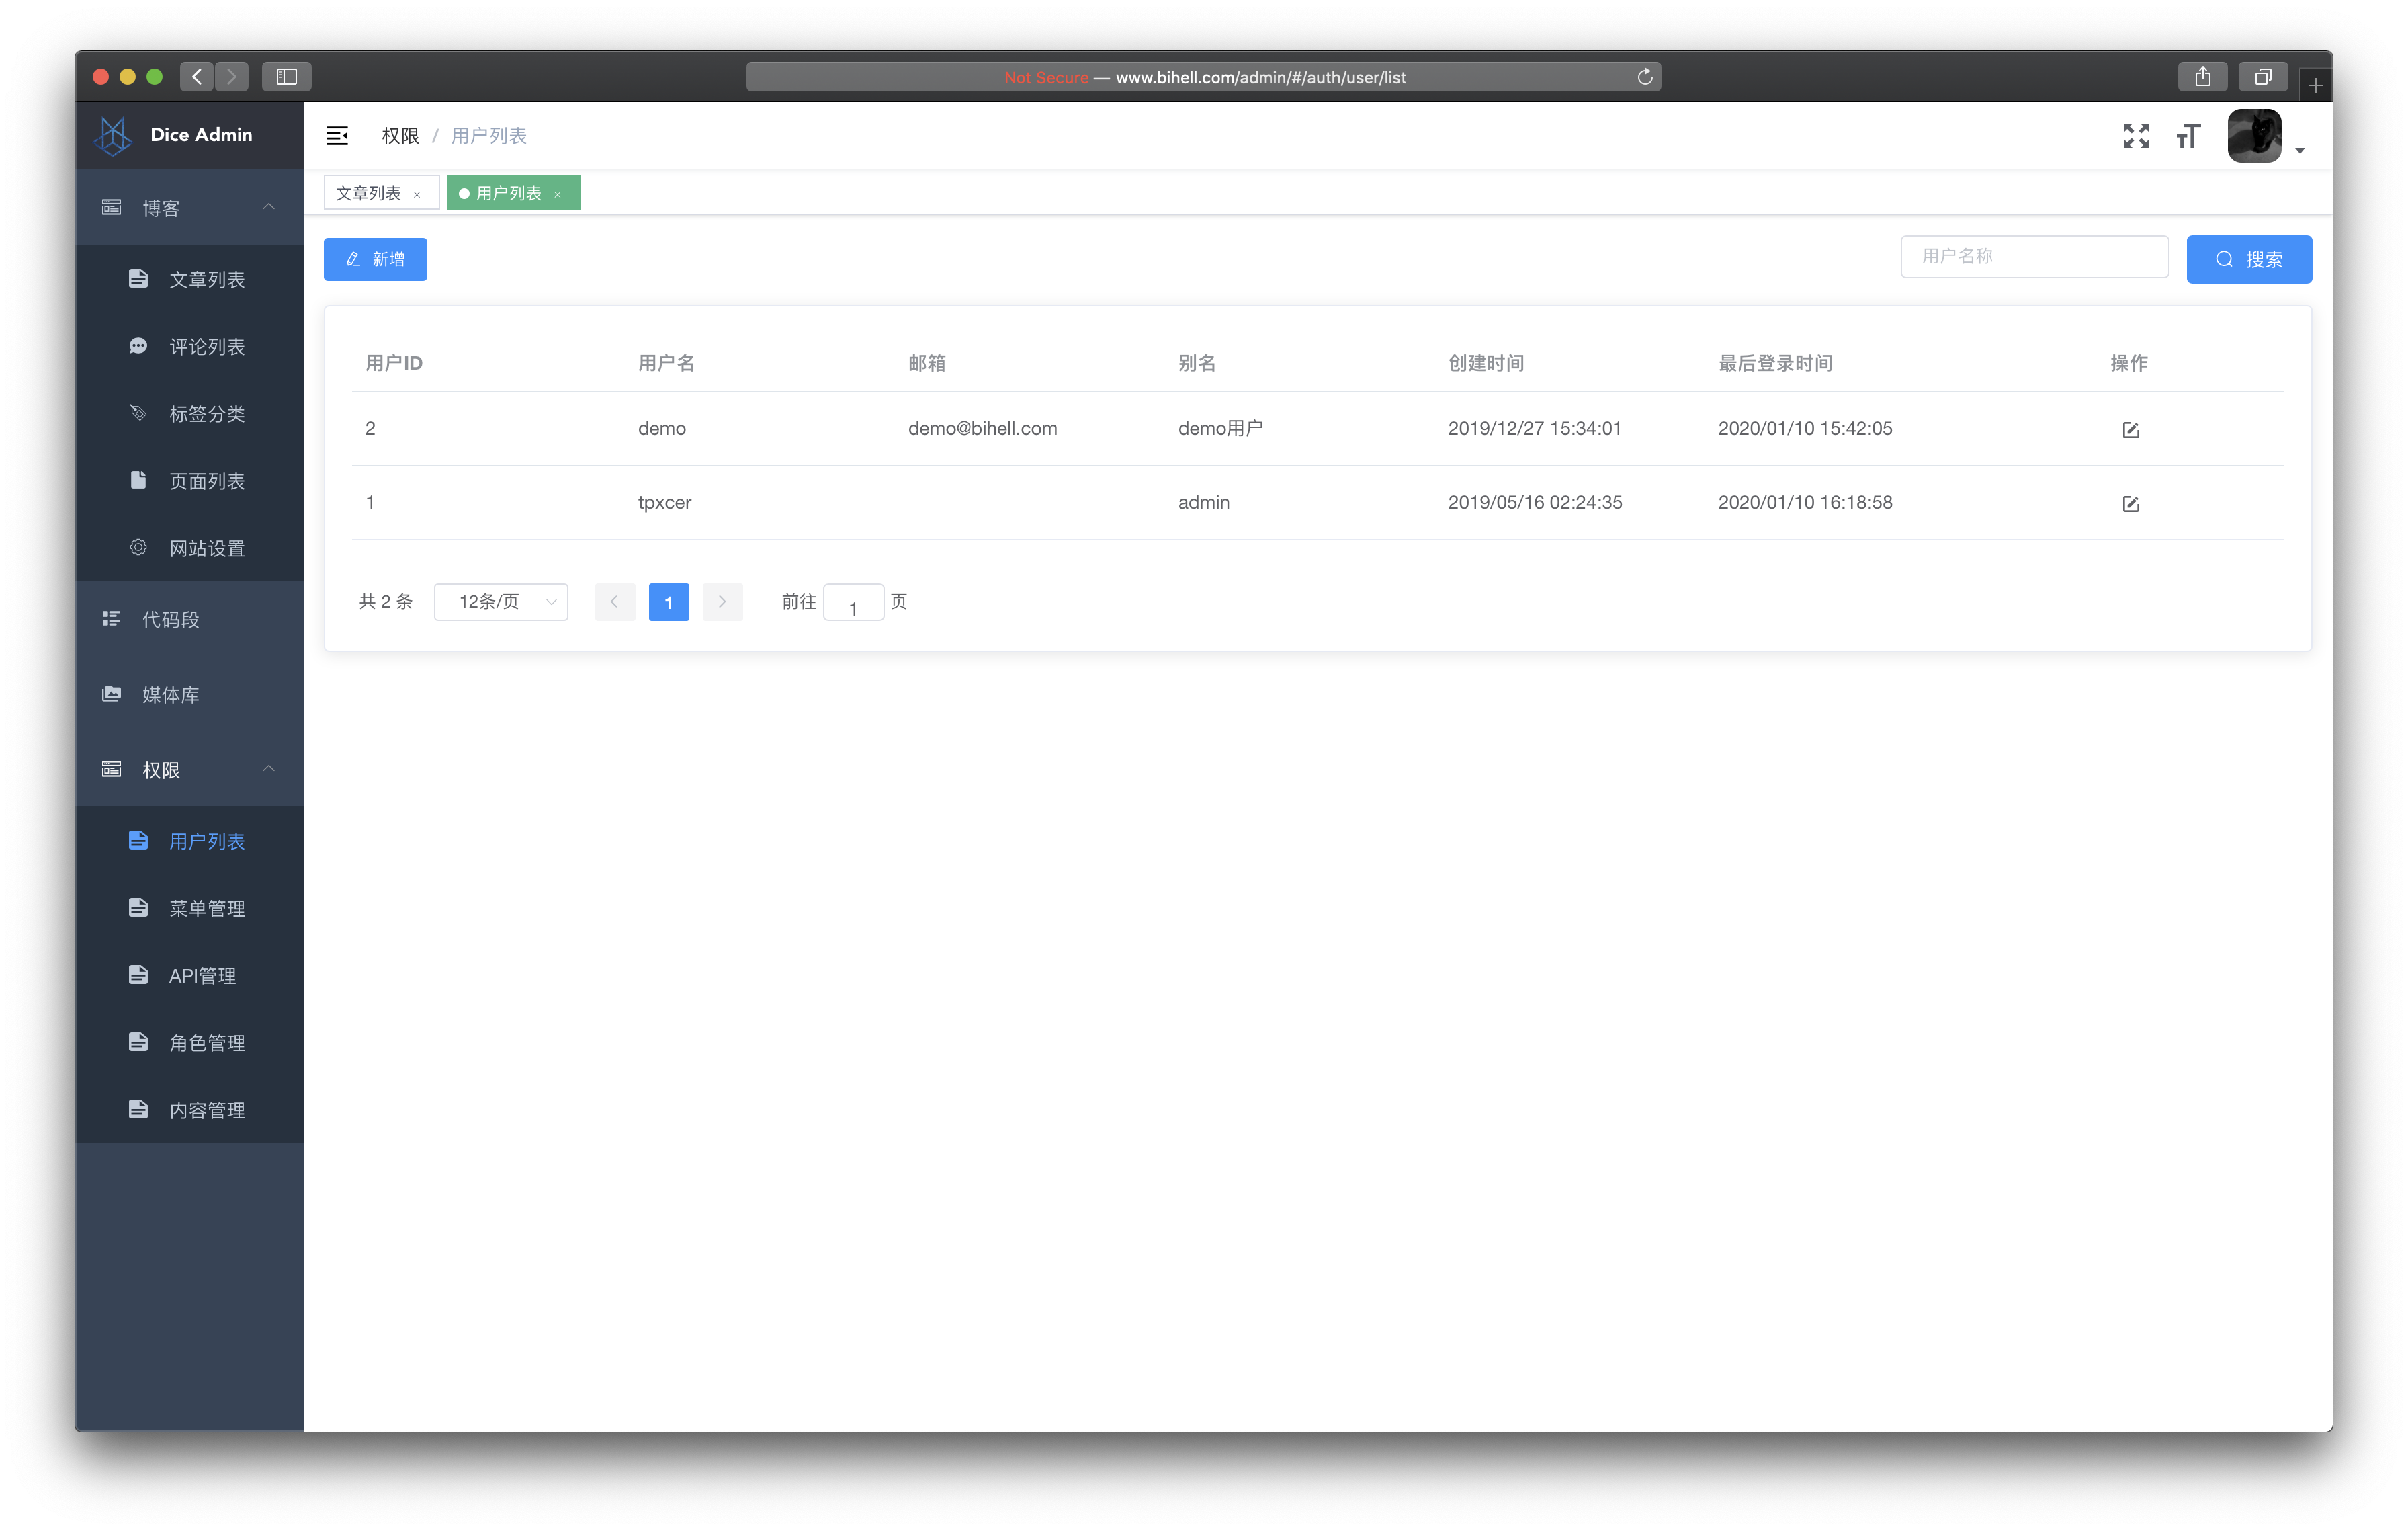 Not Secure — www.bihell.com/admin/#/auth/user/list
Dice Admin
权限 / 用户列表
文章列表 ×
用户列表 ×
博客
文章列表
评论列表
标签分类
页面列表
网站设置
代码段
媒体库
权限
用户列表
菜单管理
API管理
角色管理
内容管理
新增
用户名称
搜索
用户ID 用户名 邮箱 别名 创建时间 最后登录时间 操作
2 demo demo@bihell.com demo用户 2019/12/27 15:34:01 2020/01/10 15:42:05
1 tpxcer admin 2019/05/16 02:24:35 2020/01/10 16:18:58
共 2 条 12条/页 1 前往 1 页